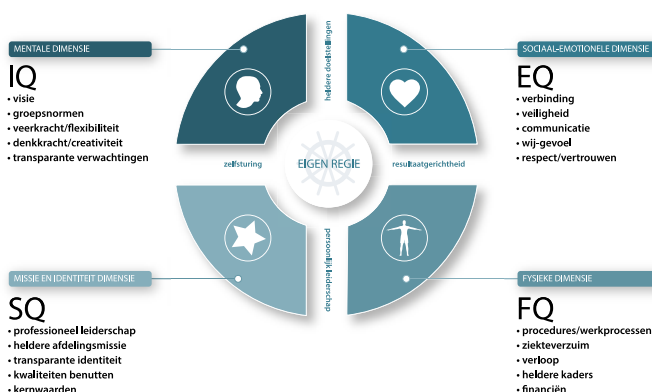 MENTALE DIMENSIE
IQ
• visie
• groepsnormen
• veerkracht/flexibiliteit
• denkkracht/creativiteit
• transparante verwachtingen
SOCIAAL-EMOTIONELE DIMENSIE
EQ
• verbinding
• veiligheid
• communicatie
• wij-gevoel
• respect/vertrouwen
heldere doelstellingen
zelfsturing
EIGEN REGIE
resultaatgerichtheid
persoonlijk leiderschap
MISSIE EN IDENTITEIT DIMENSIE
SQ
• professioneel leiderschap
• heldere afdelingsmissie
• transparante identiteit
• kwaliteiten benutten
• kernwaarden
FYSIEKE DIMENSIE
FQ
• procedures/werkprocessen
• ziekteverzuim
• verloop
• heldere kaders
• financiën